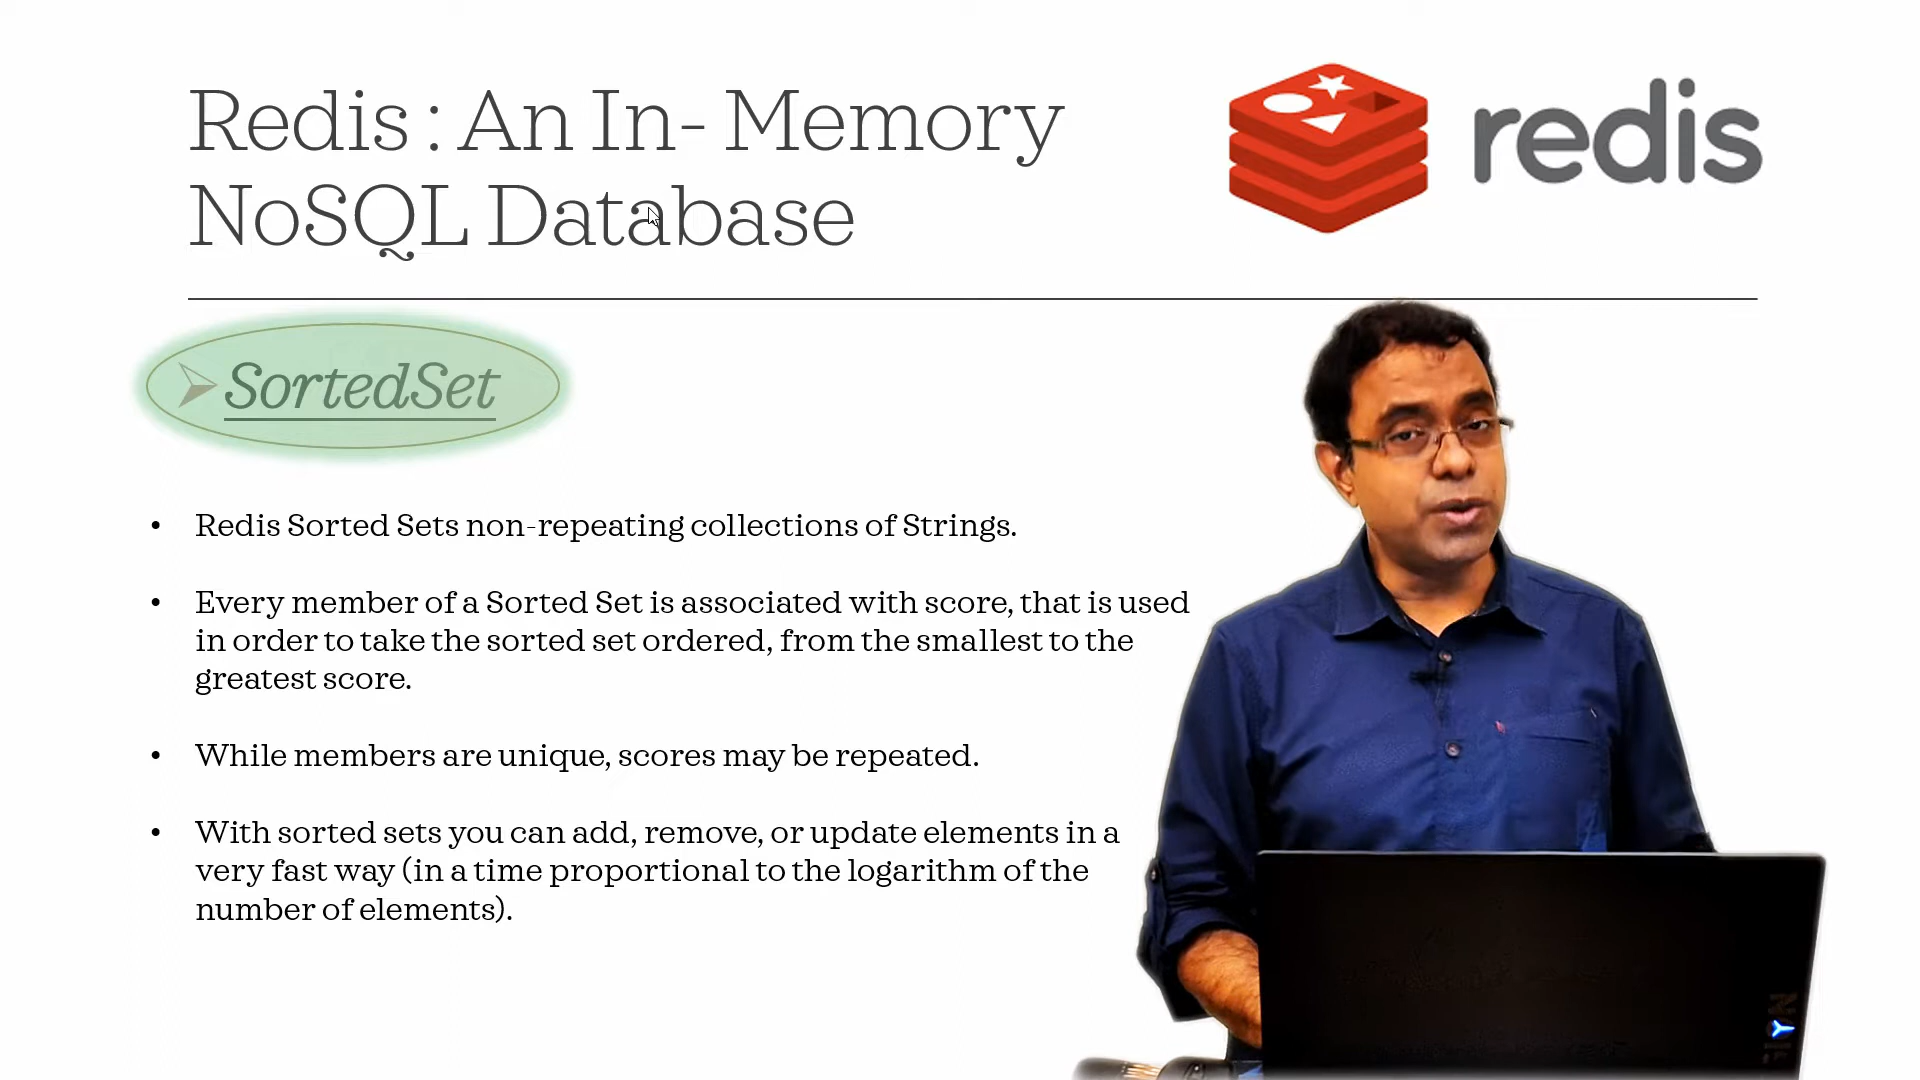 Redis : An In- Memory
NoSQL Database
redis
SortedSet
• Redis Sorted Sets non-repeating collections of Strings.
• Every member of a Sorted Set is associated with score, that is used
in order to take the sorted set ordered, from the smallest to the
greatest score.
• While members are unique, scores may be repeated.
• With sorted sets you can add, remove, or update elements in a
very fast way (in a time proportional to the logarithm of the
number of elements).